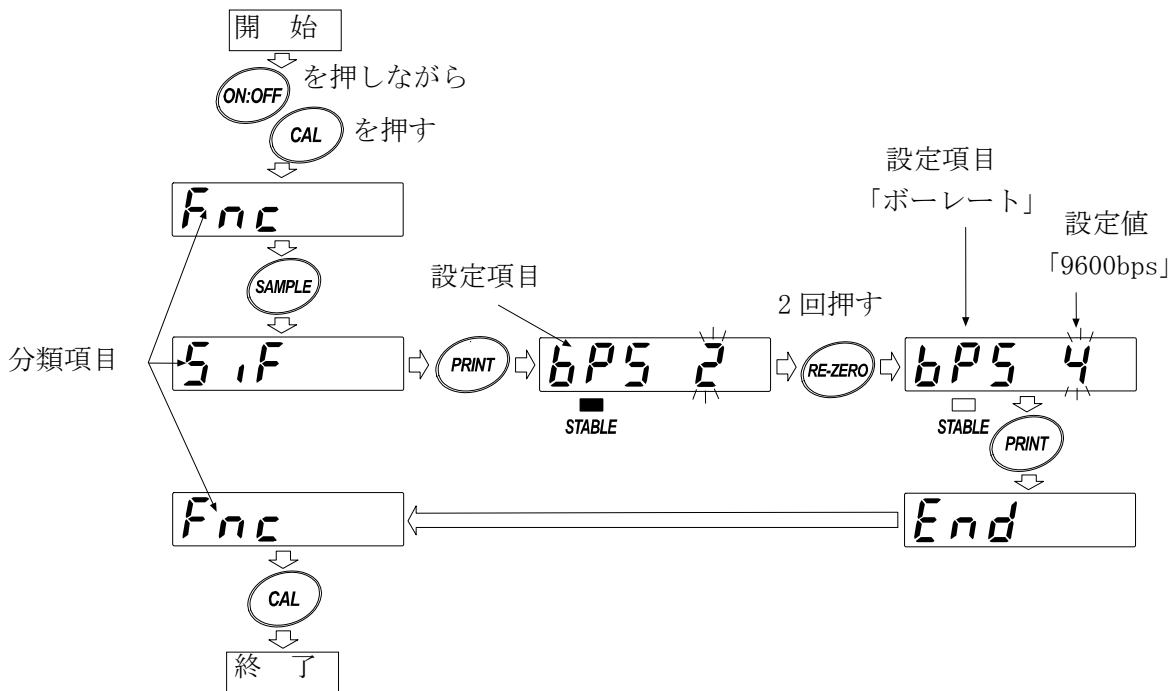 開　始
ON:OFF を押しながら
CAL を押す
Fnc
SAMPLE
分類項目
SiF
PRINT
設定項目
bPS 2
STABLE
2回押す
RE-ZERO
設定項目
「ボーレート」
設定値
「9600bps」
bPS 4
STABLE
PRINT
End
Fnc
CAL
終　了